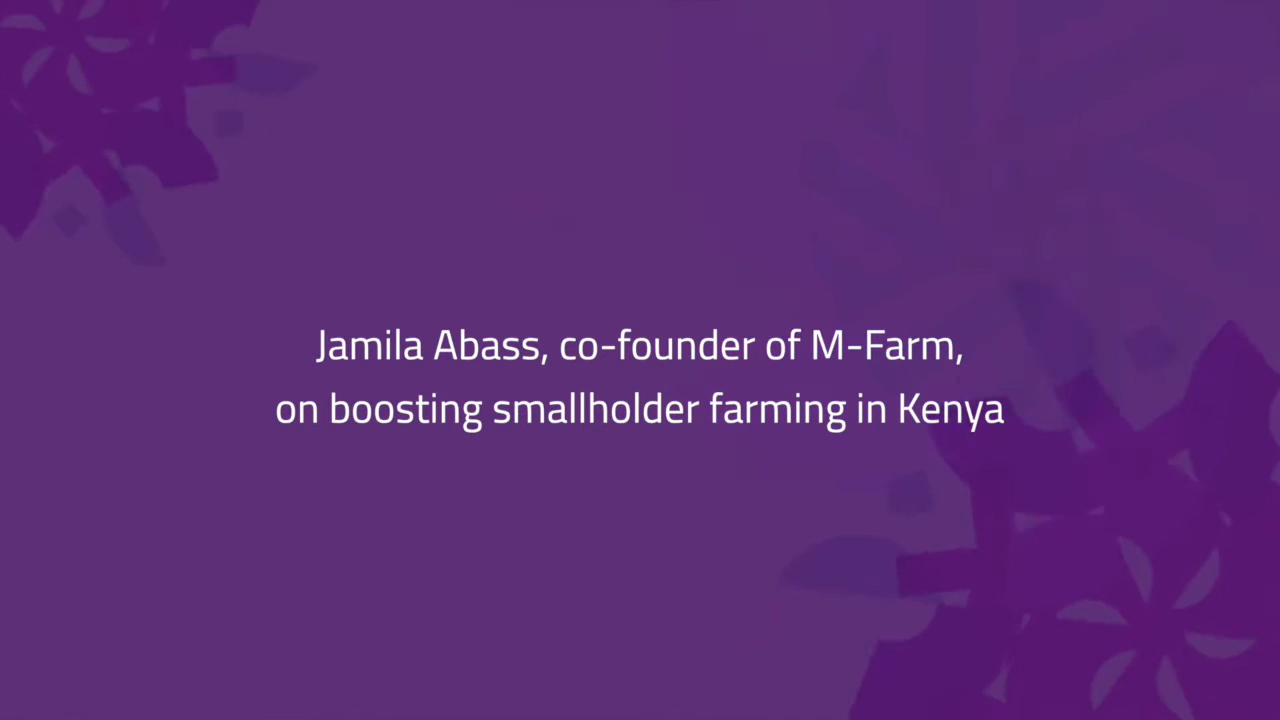 Jamila Abass, co-founder of M-Farm,
on boosting smallholder farming in Kenya